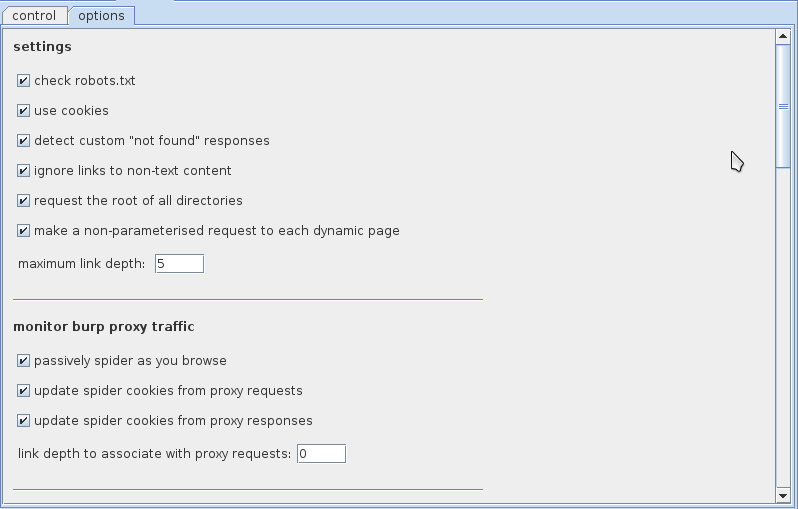 control options
settings
check robots.txt
use cookies
detect custom "not found" responses
ignore links to non-text content
request the root of all directories
make a non-parameterised request to each dynamic page
maximum link depth: 5
monitor burp proxy traffic
passively spider as you browse
update spider cookies from proxy requests
update spider cookies from proxy responses
link depth to associate with proxy requests: 0